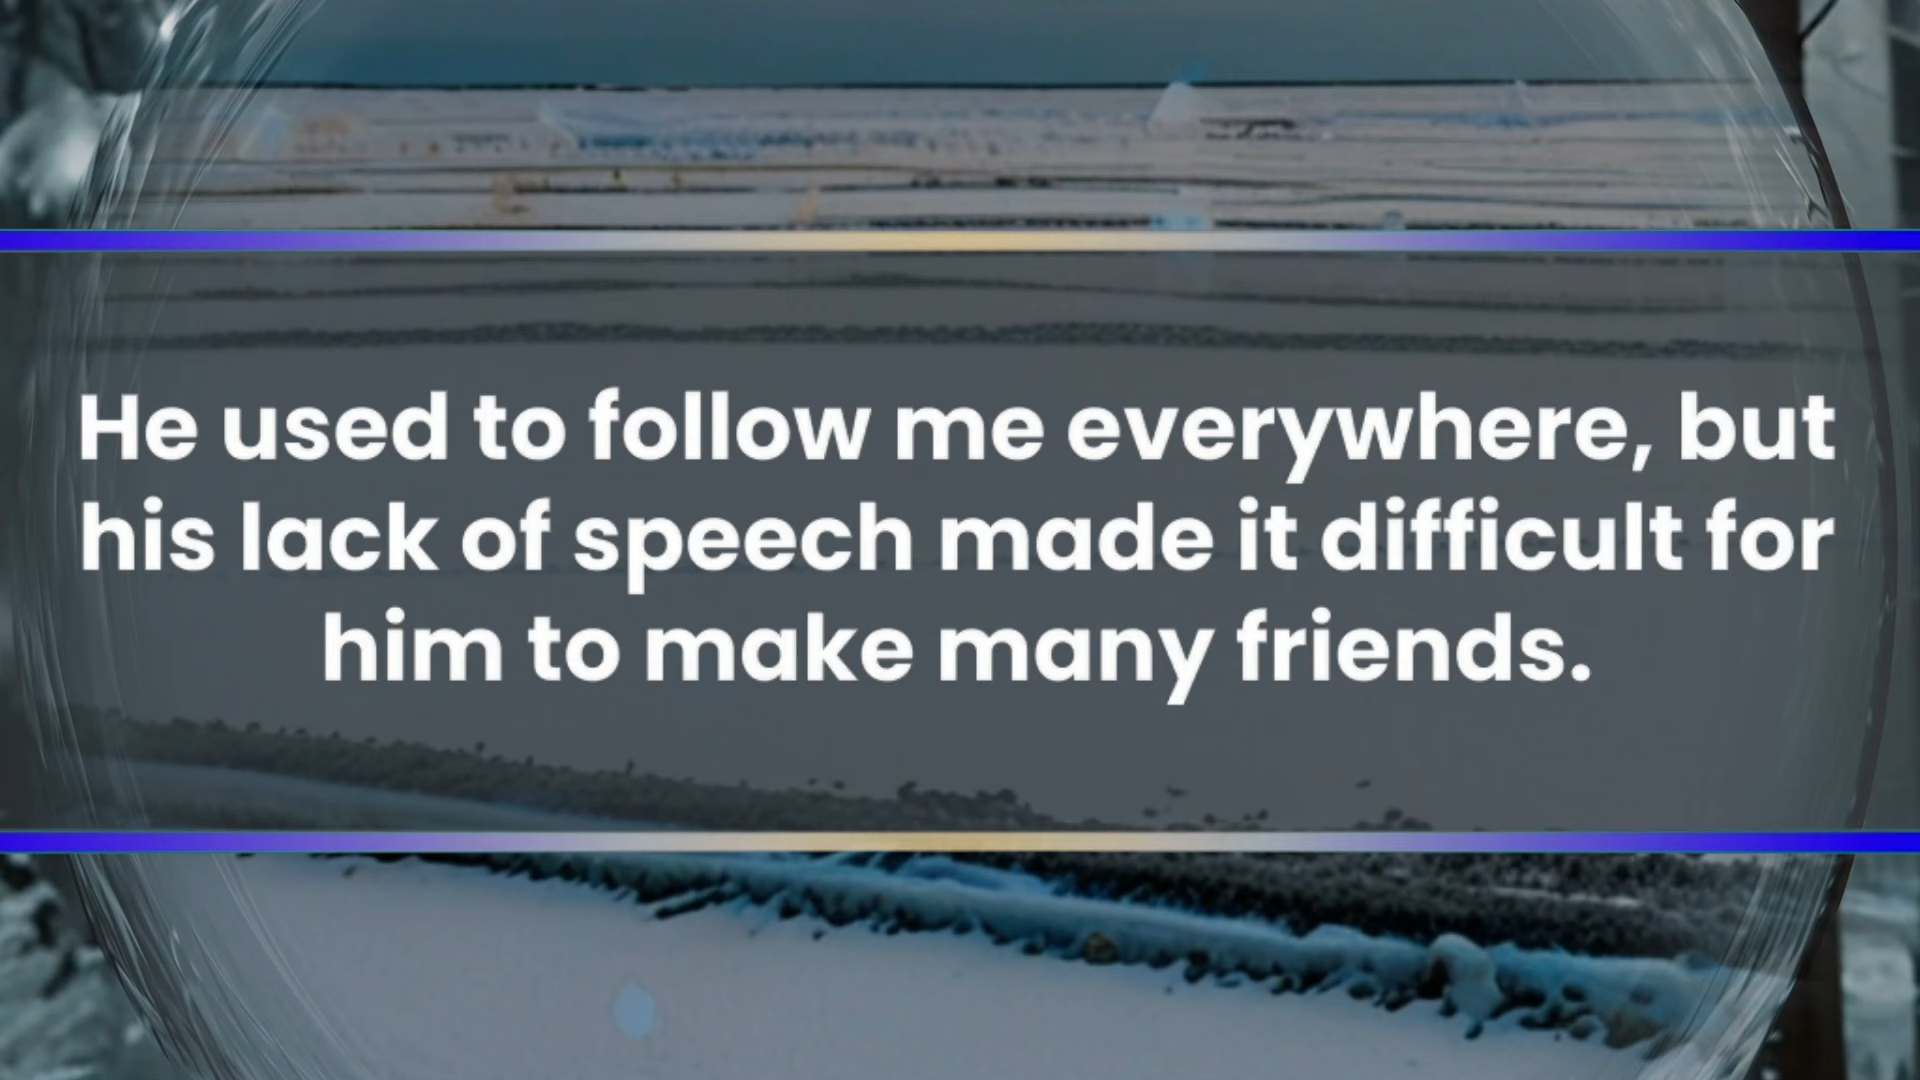 He used to follow me everywhere, but
his lack of speech made it difficult for
him to make many friends.